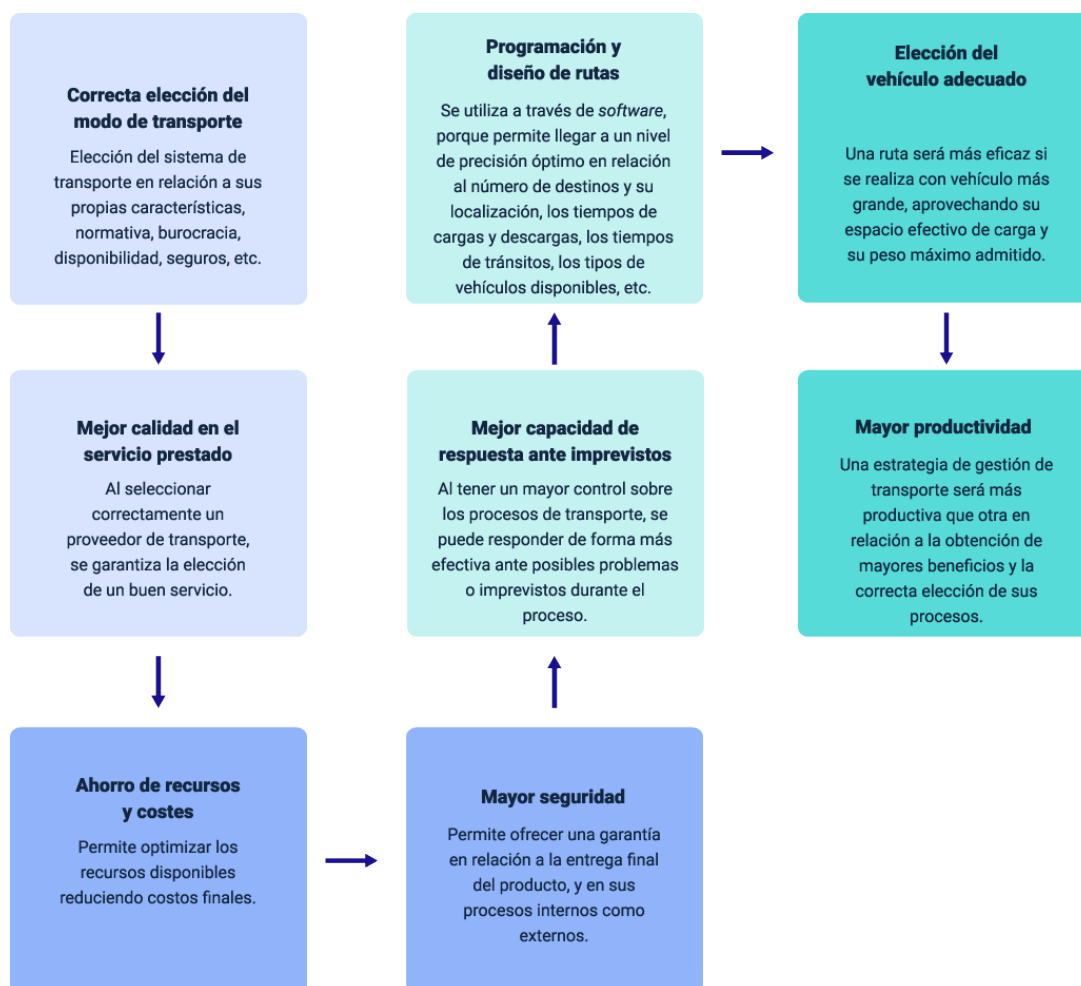 Correcta elección del
modo de transporte
Elección del sistema de
transporte en relación a sus
propias características,
normativa, burocracia,
disponibilidad, seguros, etc.
Mejor calidad en el
servicio prestado
Al seleccionar
correctamente un
proveedor de transporte,
se garantiza la elección
de un buen servicio.
Ahorro de recursos
y costes
Permite optimizar los
recursos disponibles
reduciendo costos finales.
Mayor seguridad
Permite ofrecer una garantía
en relación a la entrega final
del producto, y en sus
procesos internos como
externos.
Mejor capacidad de
respuesta ante imprevistos
Al tener un mayor control sobre
los procesos de transporte, se
puede responder de forma más
efectiva ante posibles problemas
o imprevistos durante el
proceso.
Programación y
diseño de rutas
Se utiliza a través de software,
porque permite llegar a un nivel
de precisión óptimo en relación
al número de destinos y su
localización, los tiempos de
cargas y descargas, los tiempos
de tránsitos, los tipos de
vehículos disponibles, etc.
Elección del
vehículo adecuado
Una ruta será más eficaz si
se realiza con vehículo más
grande, aprovechando su
espacio efectivo de carga y
su peso máximo admitido.
Mayor productividad
Una estrategia de gestión de
transporte será más
productiva que otra en
relación a la obtención de
mayores beneficios y la
correcta elección de sus
procesos.